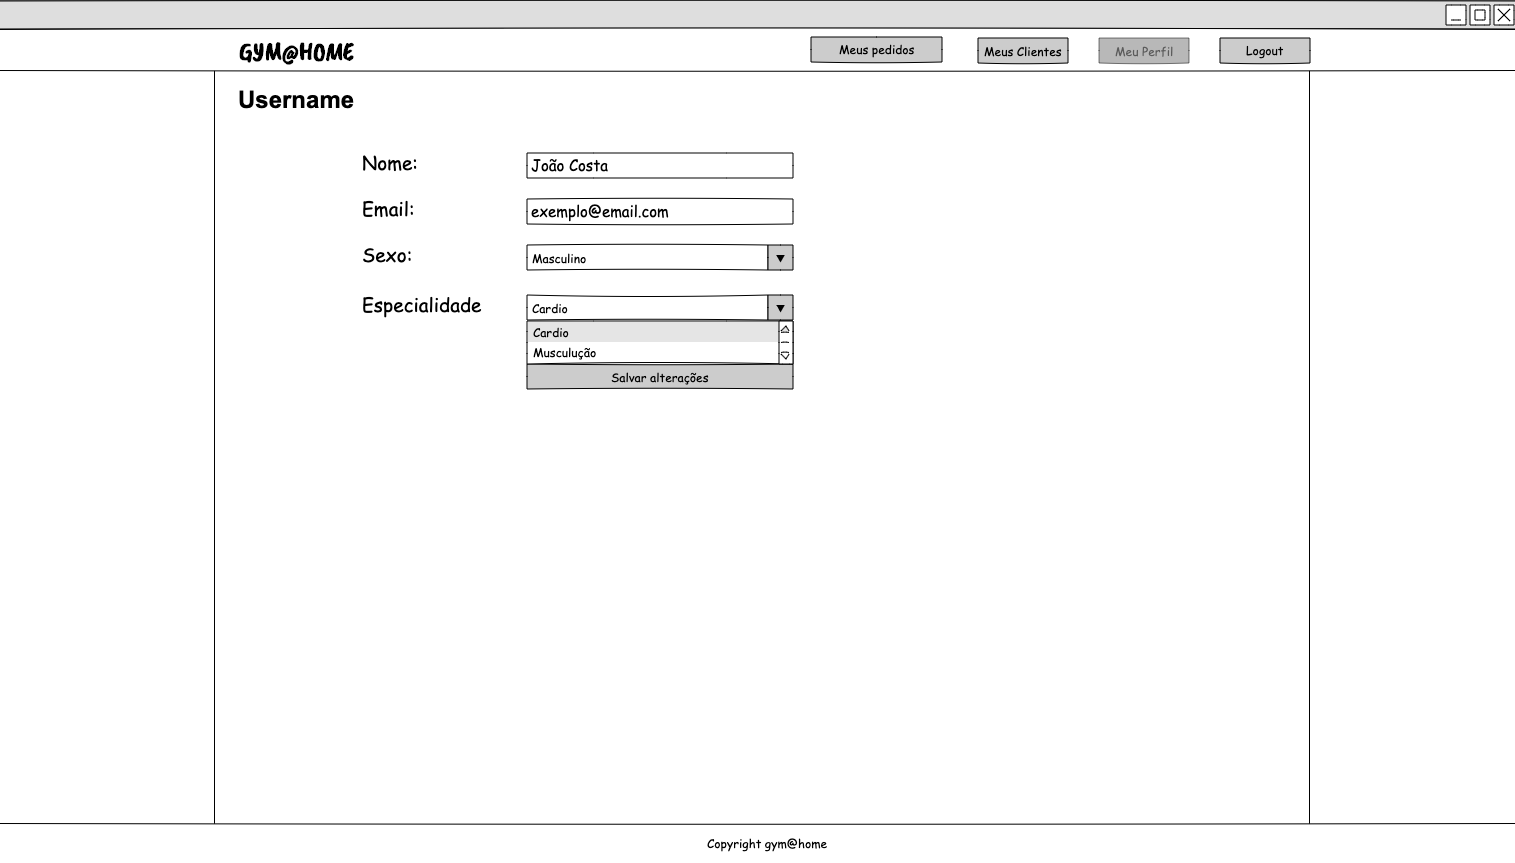 GYM@HOME
Meus pedidos
Meus Clientes
Meu Perfil
Logout
Username
Nome:
João Costa
Email:
exemplo@email.com
Sexo:
Masculino
Especialidade
Cardio
Cardio
Musculução
Salvar alterações
Copyright gym@home